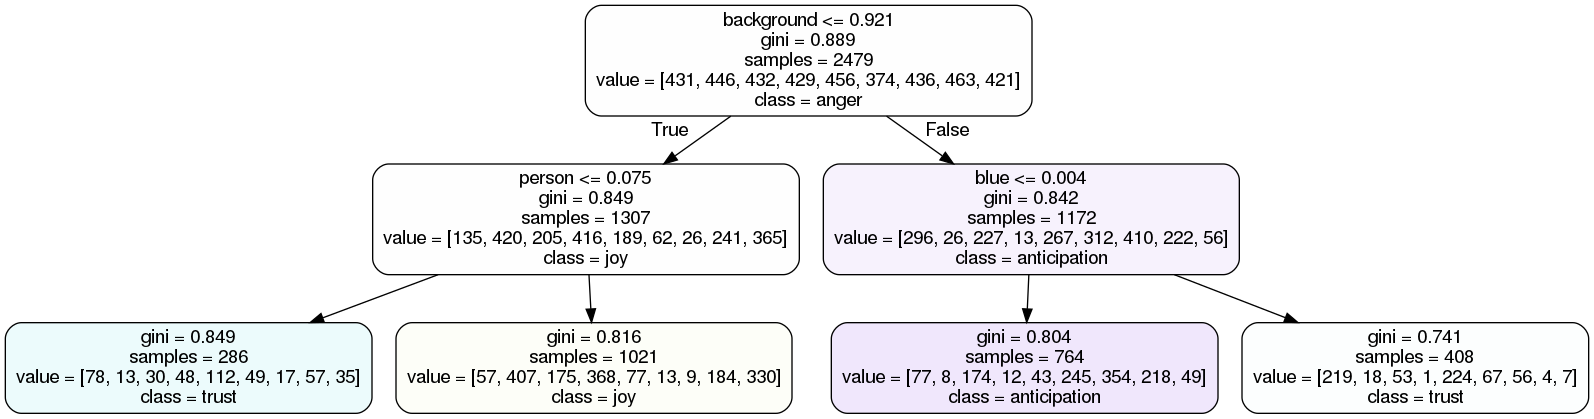 background <= 0.921
gini = 0.889
samples = 2479
value = [431, 446, 432, 429, 456, 374, 436, 463, 421]
class = anger
True
False
person <= 0.075
gini = 0.849
samples = 1307
value = [135, 420, 205, 416, 189, 62, 26, 241, 365]
class = joy
blue <= 0.004
gini = 0.842
samples = 1172
value = [296, 26, 227, 13, 267, 312, 410, 222, 56]
class = anticipation
gini = 0.849
samples = 286
value = [78, 13, 30, 48, 112, 49, 17, 57, 35]
class = trust
gini = 0.816
samples = 1021
value = [57, 407, 175, 368, 77, 13, 9, 184, 330]
class = joy
gini = 0.804
samples = 764
value = [77, 8, 174, 12, 43, 245, 354, 218, 49]
class = anticipation
gini = 0.741
samples = 408
value = [219, 18, 53, 1, 224, 67, 56, 4, 7]
class = trust